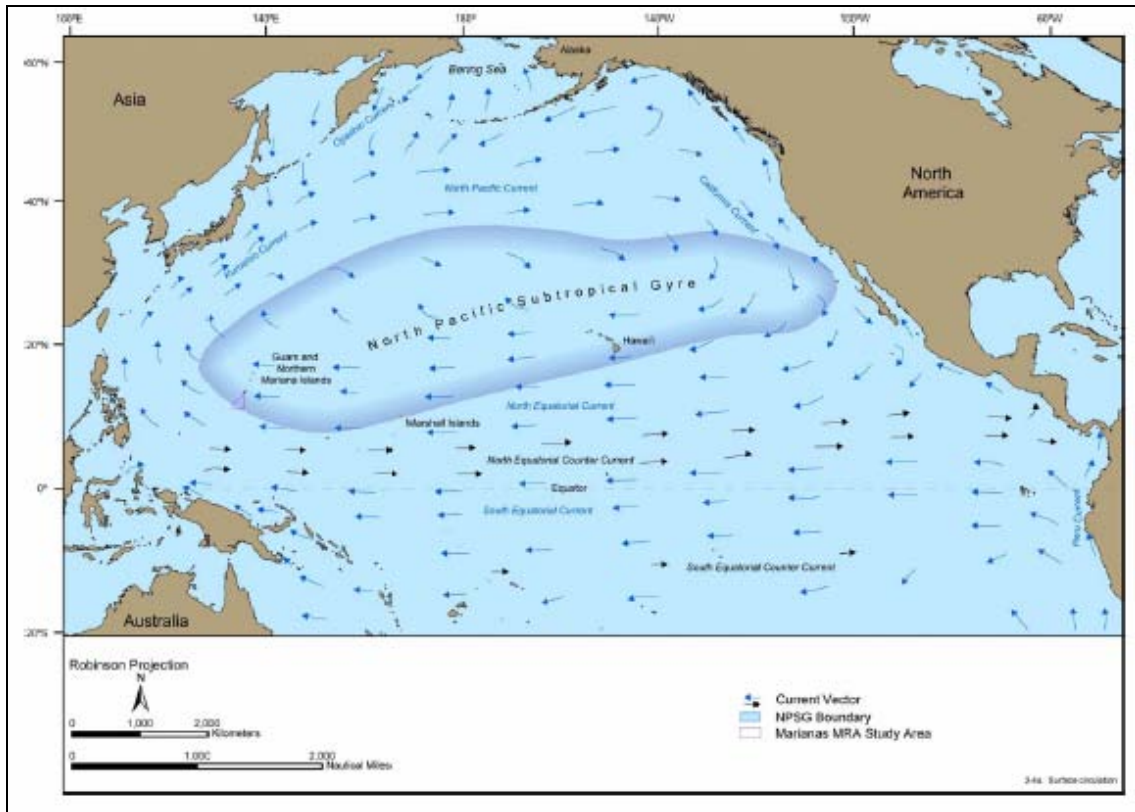 160°E
140°E
180°
140°W
100°W
60°W
60°N
40°N
20°N
0°
20°S
Asia
Bering Sea
Alaska
North
America
Oyashio Current
North Pacific Current
California Current
Kuroshio Current
North Pacific Subtropical Gyre
Hawaii
Guam and
Northern
Mariana Islands
Marshall Islands
North Equatorial Current
North Equatorial Counter Current
Equator
South Equatorial Current
Peru Current
South Equatorial Counter Current
Australia
Robinson Projection
N
0 1,000 2,000
Kilometers
0 1,000 2,000
Nautical Miles
Current Vector
NPSG Boundary
Marianas MRA Study Area
Surface circulation